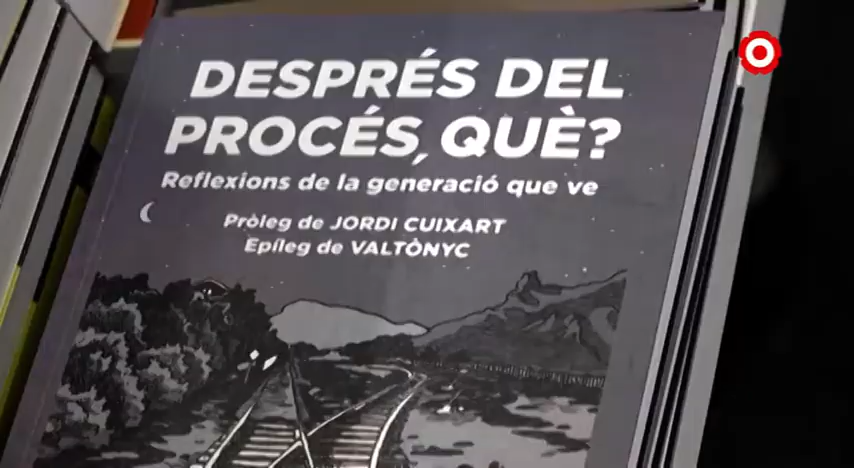 DESPRÉS DEL
PROCÉS, QUÈ?
Reflexions de la generació que ve
Pròleg de JORDI CUIXART
Epíleg de VALTÒNYC